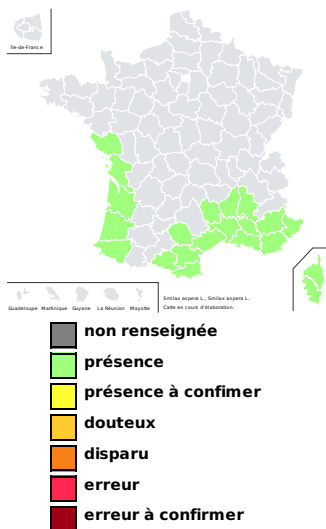 Île-de-France
Smilax aspera L., Smilax aspera L.
Carte en cours d'élaboration.
Guadeloupe Martinique Guyane La Réunion Mayotte
non renseignée
présence
présence à confimer
douteux
disparu
erreur
erreur à confirmer